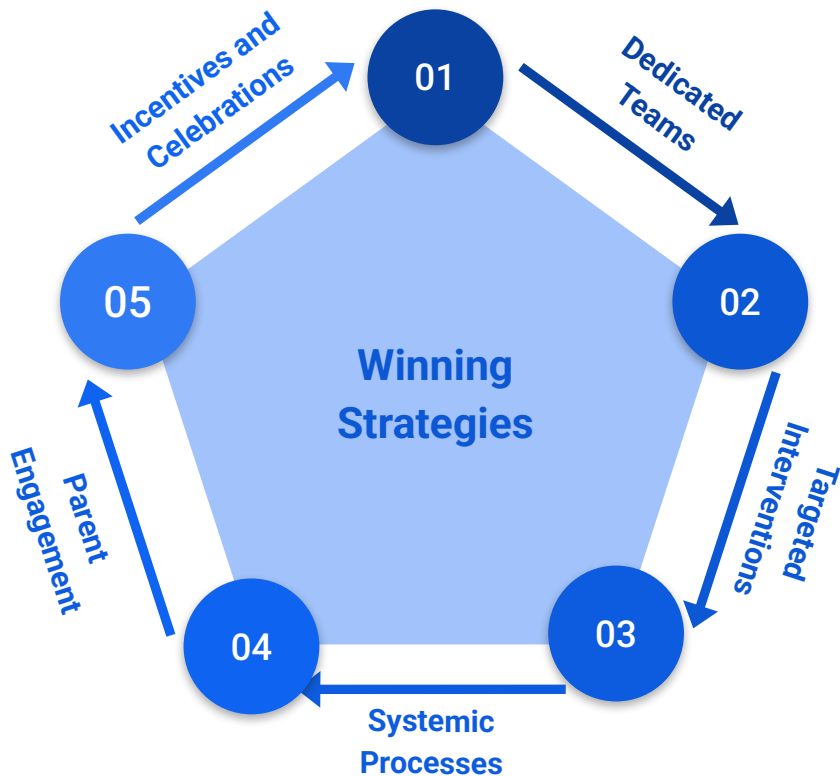 01
Dedicated
Teams
02
Targeted
Interventions
03
Systemic
Processes
04
Parent
Engagement
05
Incentives and
Celebrations
Winning
Strategies